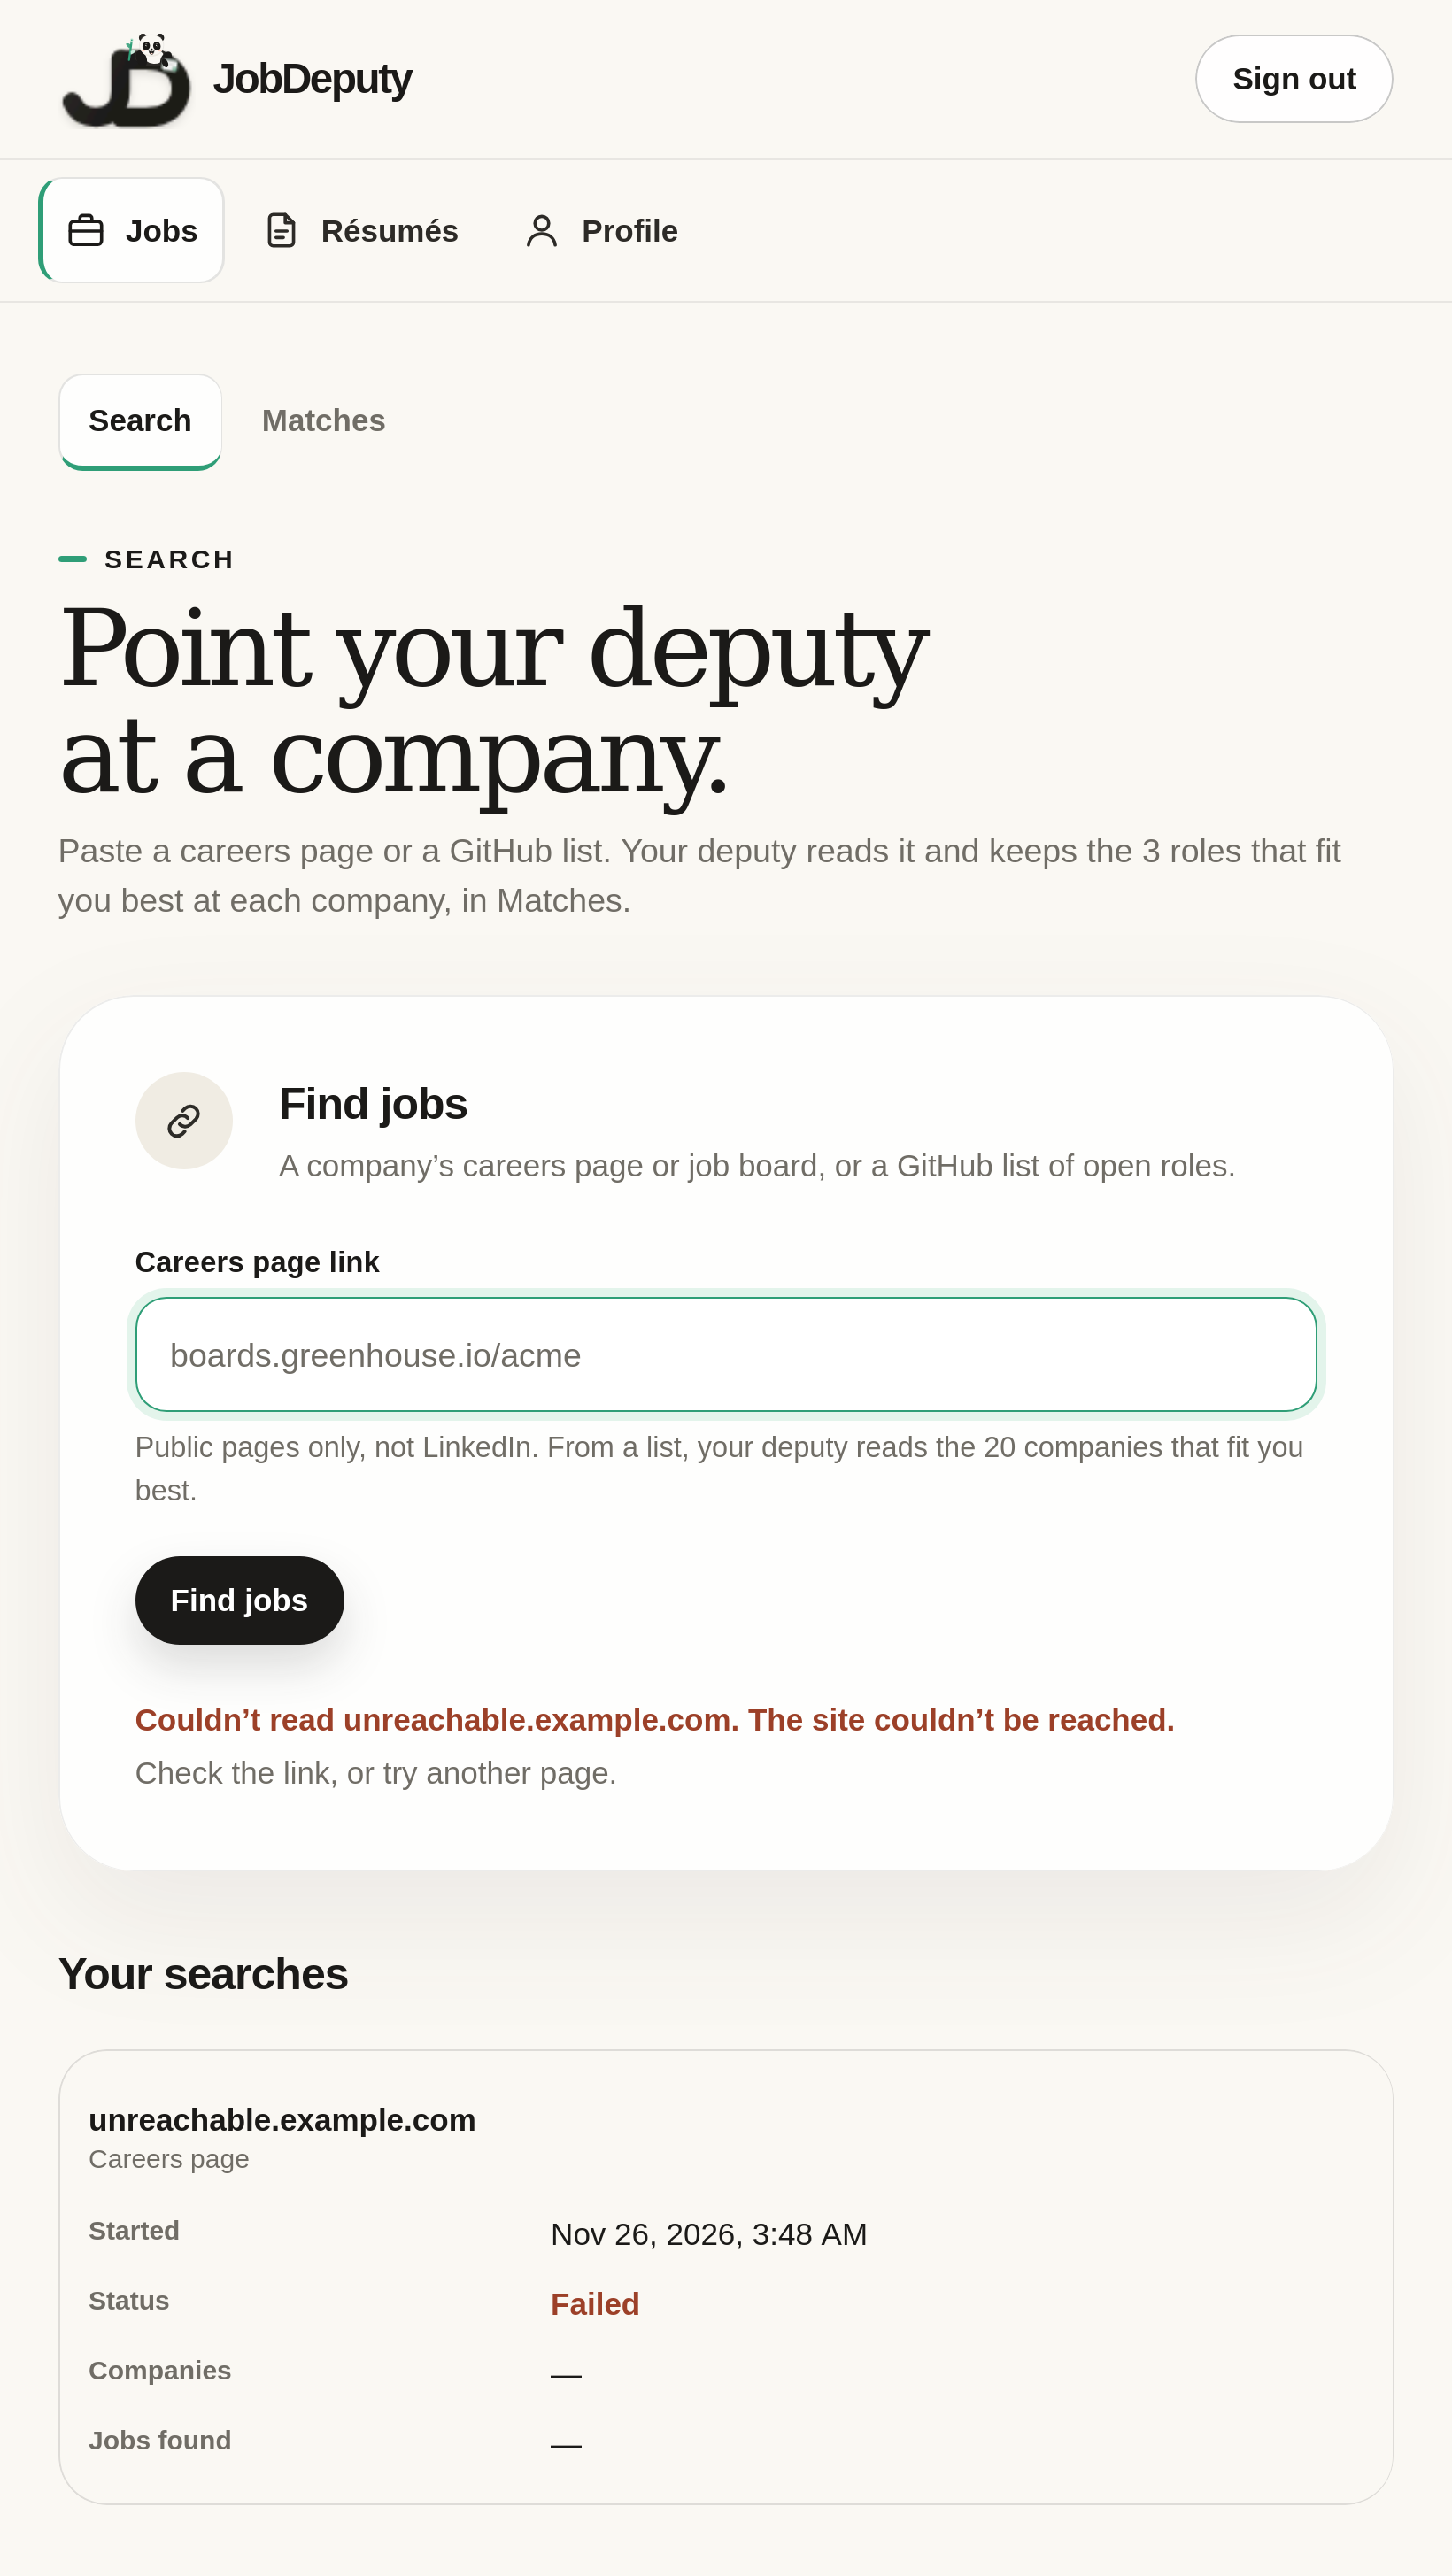 JobDeputy
Sign out
Jobs
Résumés
Profile
Search
Matches
SEARCH
Point your deputy
at a company.
Paste a careers page or a GitHub list. Your deputy reads it and keeps the 3 roles that fit
you best at each company, in Matches.
Find jobs
A company’s careers page or job board, or a GitHub list of open roles.
Careers page link
boards.greenhouse.io/acme
Public pages only, not LinkedIn. From a list, your deputy reads the 20 companies that fit you
best.
Find jobs
Couldn’t read unreachable.example.com. The site couldn’t be reached.
Check the link, or try another page.
Your searches
unreachable.example.com
Careers page
Started
Nov 26, 2026, 3:48 AM
Status
Failed
Companies
—
Jobs found
—